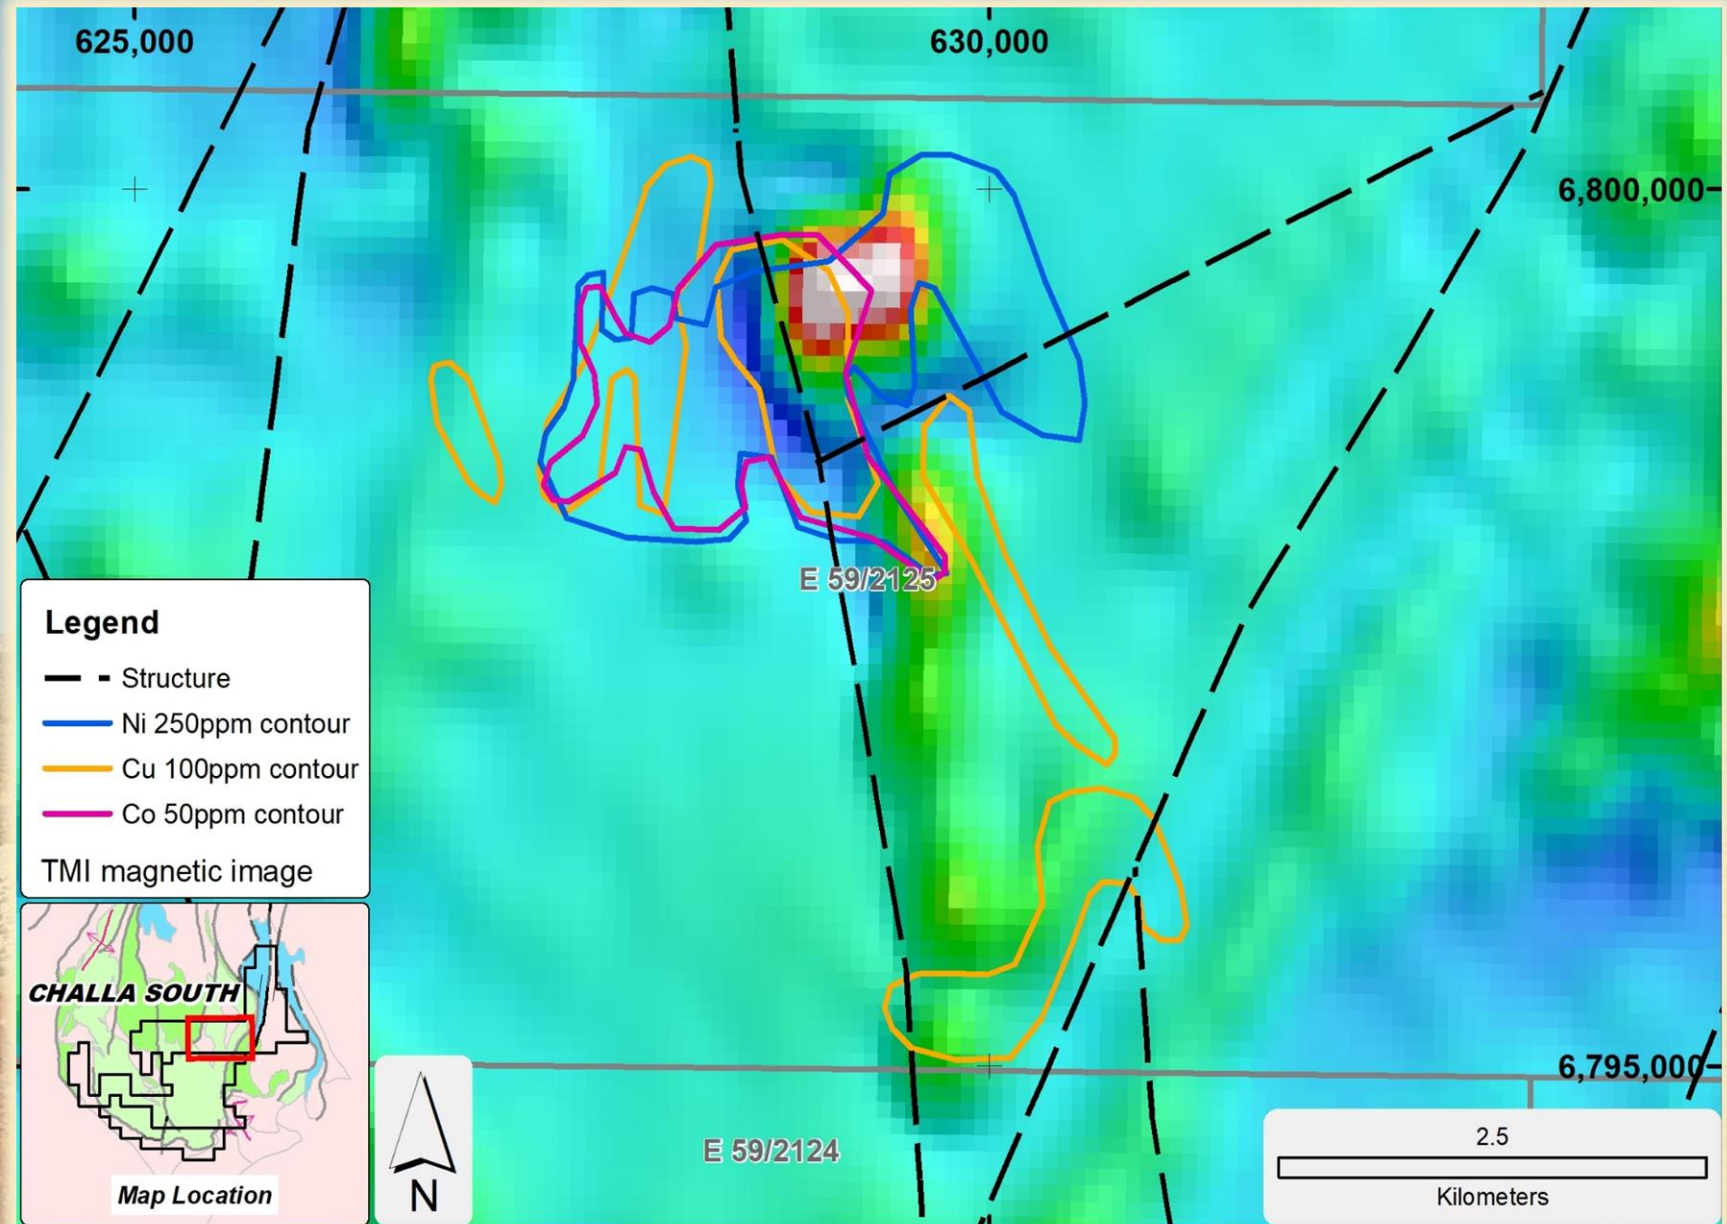 625,000
630,000
6,800,000
E 59/2125
Legend
Structure
Ni 250ppm contour
Cu 100ppm contour
Co 50ppm contour
TMI magnetic image
CHALLA SOUTH
Map Location
N
E 59/2124
6,795,000
2.5
Kilometers